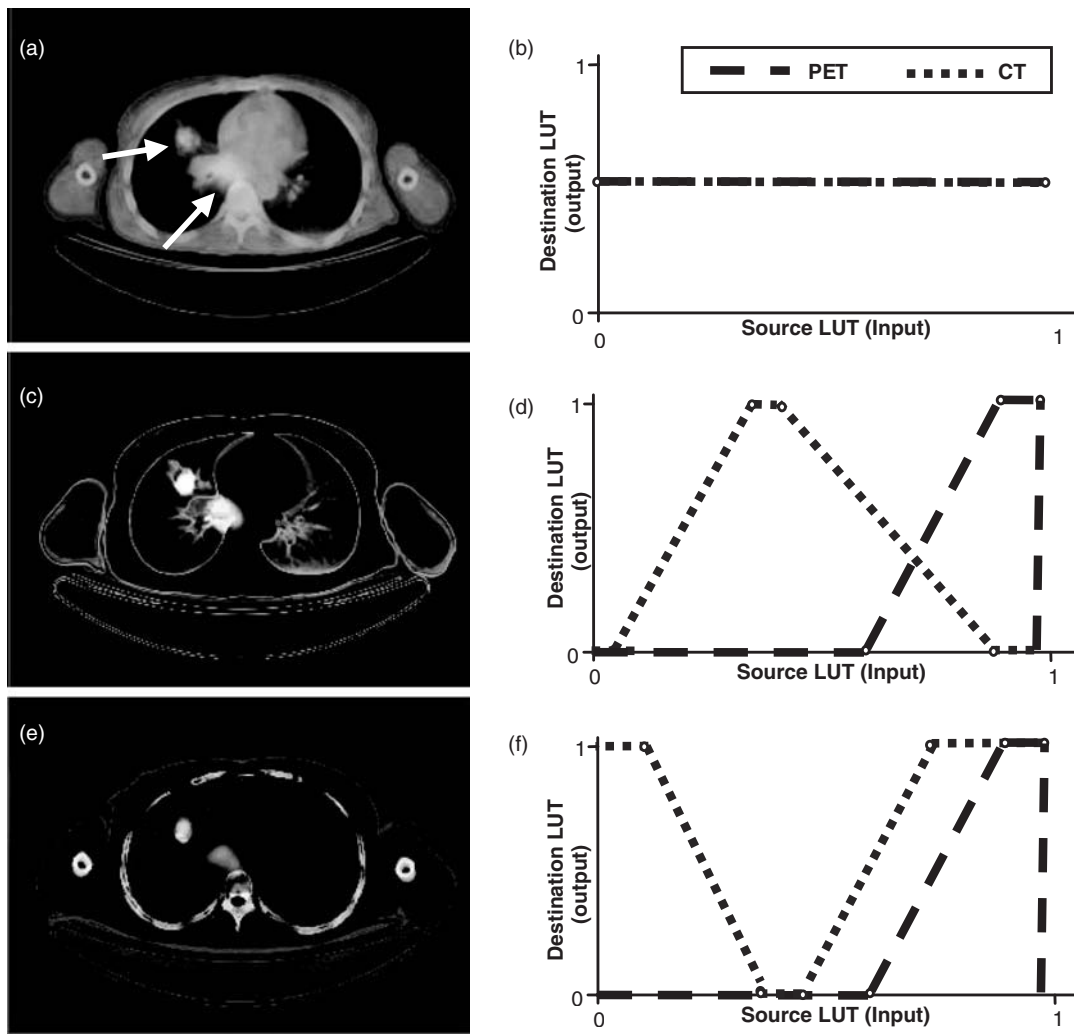 (a)
(b)
1
PET CT
Destination LUT
(output)
0
Source LUT (Input)
0
1
(c)
(d)
1
Destination LUT
(output)
0
0
Source LUT (Input)
1
(e)
(f)
1
Destination LUT
(output)
0
0
Source LUT (Input)
1